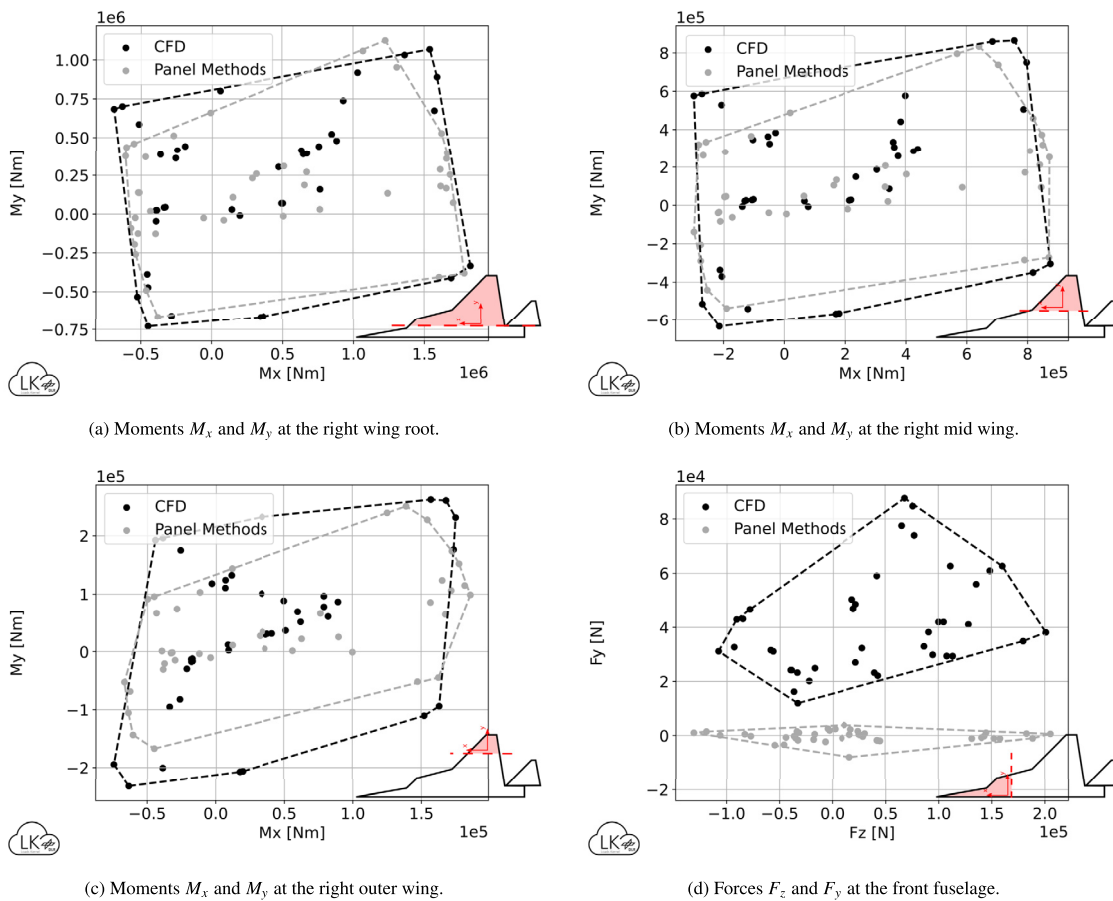 1e6
CFD
Panel Methods
1.00
0.75
0.50
0.25
0.00
−0.25
−0.50
−0.75
My [Nm]
−0.5 0.0 0.5 1.0 1.5
Mx [Nm]
1e6
LK
(a) Moments Mx and My at the right wing root.
1e5
CFD
Panel Methods
8
6
4
2
0
−2
−4
−6
My [Nm]
−2 0 2 4 6 8
Mx [Nm]
1e5
LK
(b) Moments Mx and My at the right mid wing.
1e5
CFD
Panel Methods
2
1
0
−1
−2
My [Nm]
−0.5 0.0 0.5 1.0 1.5
Mx [Nm]
1e5
LK
(c) Moments Mx and My at the right outer wing.
1e4
CFD
Panel Methods
8
6
4
2
0
−2
Fy [N]
−1.0 −0.5 0.0 0.5 1.0 1.5 2.0
Fz [N]
1e5
LK
(d) Forces Fz and Fy at the front fuselage.